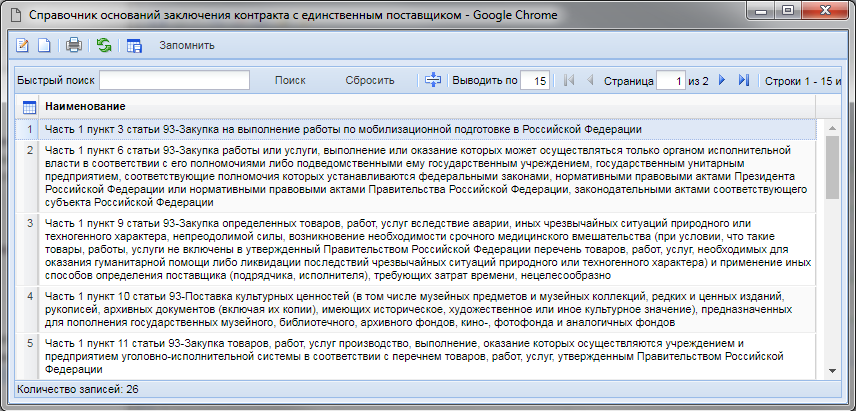 Справочник оснований заключения контракта с единственным поставщиком - Google Chrome
Запомнить
Быстрый поиск Поиск Сбросить Выводить по 15 Страница 1 из 2 Строки 1 - 15 и
Наименование
1 Часть 1 пункт 3 статьи 93-Закупка на выполнение работы по мобилизационной подготовке в Российской Федерации
2 Часть 1 пункт 6 статьи 93-Закупка работы или услуги, выполнение или оказание которых может осуществляться только органом исполнительной
власти в соответствии с его полномочиями либо подведомственными ему государственным учреждением, государственным унитарным
предприятием, соответствующие полномочия которых устанавливаются федеральными законами, нормативными правовыми актами Президента
Российской Федерации или нормативными правовыми актами Правительства Российской Федерации, законодательными актами соответствующего
субъекта Российской Федерации
3 Часть 1 пункт 9 статьи 93-Закупка определенных товаров, работ, услуг вследствие аварии, иных чрезвычайных ситуаций природного или
техногенного характера, непреодолимой силы, возникновение необходимости срочного медицинского вмешательства (при условии, что такие
товары, работы, услуги не включены в утвержденный Правительством Российской Федерации перечень товаров, работ, услуг, необходимых для
оказания гуманитарной помощи либо ликвидации последствий чрезвычайных ситуаций природного или техногенного характера) и применение иных
способов определения поставщика (подрядчика, исполнителя), требующих затрат времени, нецелесообразно
4 Часть 1 пункт 10 статьи 93-Поставка культурных ценностей (в том числе музейных предметов и музейных коллекций, редких и ценных изданий,
рукописей, архивных документов (включая их копии), имеющих историческое, художественное или иное культурное значение), предназначенных
для пополнения государственных музейного, библиотечного, архивного фондов, кино-, фотофонда и аналогичных фондов
5 Часть 1 пункт 11 статьи 93-Закупка товаров, работ, услуг производство, выполнение, оказание которых осуществляются учреждением и
предприятием уголовно-исполнительной системы в соответствии с перечнем товаров, работ, услуг, утвержденным Правительством Российской
Федерации
Количество записей: 26